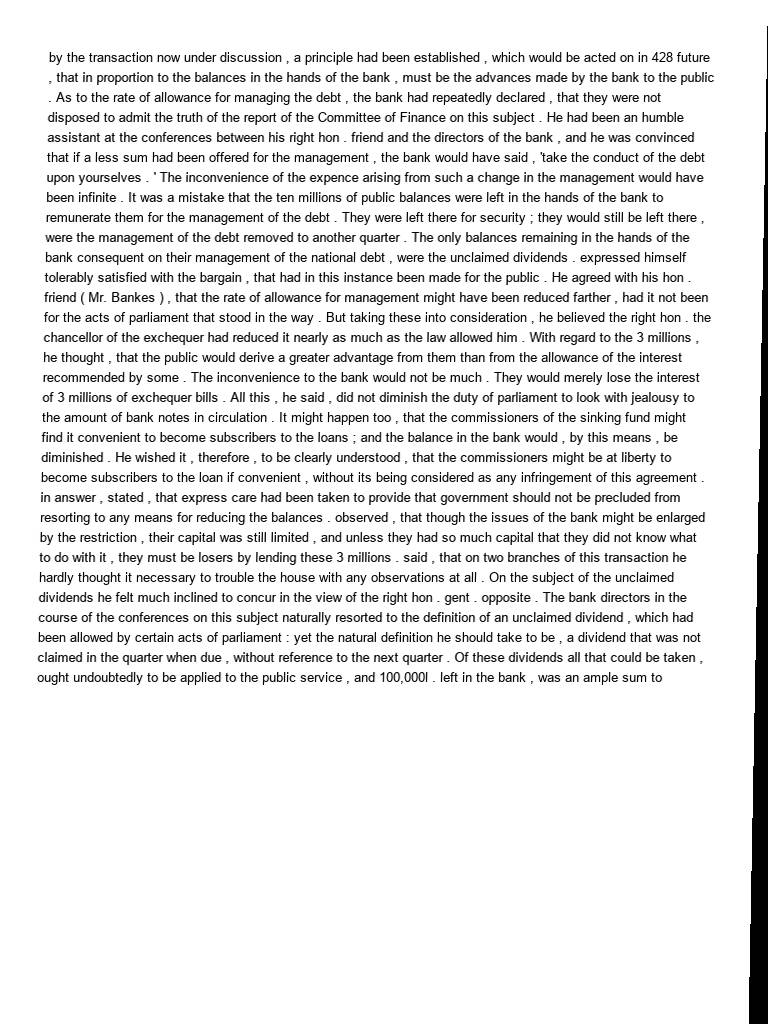 by the transaction now under discussion , a principle had been established , which would be acted on in 428 future
, that in proportion to the balances in the hands of the bank , must be the advances made by the bank to the public
. As to the rate of allowance for managing the debt , the bank had repeatedly declared , that they were not
disposed to admit the truth of the report of the Committee of Finance on this subject . He had been an humble
assistant at the conferences between his right hon . friend and the directors of the bank , and he was convinced
that if a less sum had been offered for the management , the bank would have said , 'take the conduct of the debt
upon yourselves . ' The inconvenience of the expence arising from such a change in the management would have
been infinite . It was a mistake that the ten millions of public balances were left in the hands of the bank to
remunerate them for the management of the debt . They were left there for security ; they would still be left there ,
were the management of the debt removed to another quarter . The only balances remaining in the hands of the
bank consequent on their management of the national debt , were the unclaimed dividends . expressed himself
tolerably satisfied with the bargain , that had in this instance been made for the public . He agreed with his hon .
friend ( Mr. Bankes ) , that the rate of allowance for management might have been reduced farther , had it not been
for the acts of parliament that stood in the way . But taking these into consideration , he believed the right hon . the
chancellor of the exchequer had reduced it nearly as much as the law allowed him . With regard to the 3 millions ,
he thought , that the public would derive a greater advantage from them than from the allowance of the interest
recommended by some . The inconvenience to the bank would not be much . They would merely lose the interest
of 3 millions of exchequer bills . All this , he said , did not diminish the duty of parliament to look with jealousy to
the amount of bank notes in circulation . It might happen too , that the commissioners of the sinking fund might
find it convenient to become subscribers to the loans ; and the balance in the bank would , by this means , be
diminished . He wished it , therefore , to be clearly understood , that the commissioners might be at liberty to
become subscribers to the loan if convenient , without its being considered as any infringement of this agreement .
in answer , stated , that express care had been taken to provide that government should not be precluded from
resorting to any means for reducing the balances . observed , that though the issues of the bank might be enlarged
by the restriction , their capital was still limited , and unless they had so much capital that they did not know what
to do with it , they must be losers by lending these 3 millions . said , that on two branches of this transaction he
hardly thought it necessary to trouble the house with any observations at all . On the subject of the unclaimed
dividends he felt much inclined to concur in the view of the right hon . gent . opposite . The bank directors in the
course of the conferences on this subject naturally resorted to the definition of an unclaimed dividend , which had
been allowed by certain acts of parliament : yet the natural definition he should take to be , a dividend that was not
claimed in the quarter when due , without reference to the next quarter . Of these dividends all that could be taken ,
ought undoubtedly to be applied to the public service , and 100,000l . left in the bank , was an ample sum to